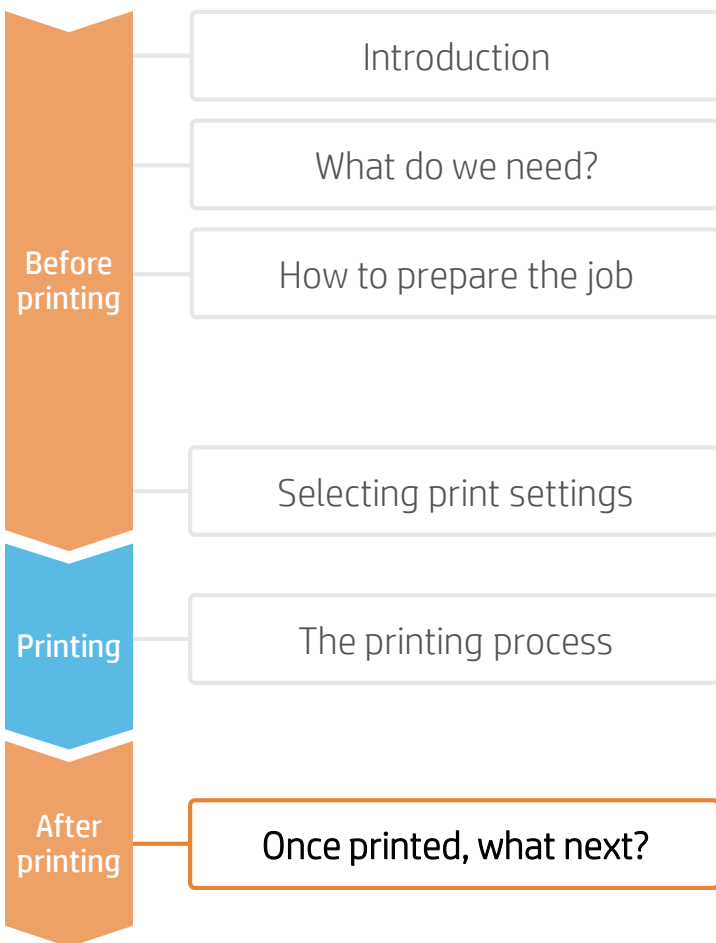 Introduction
What do we need?
Before
printing
How to prepare the job
Selecting print settings
Printing
The printing process
After
printing
Once printed, what next?